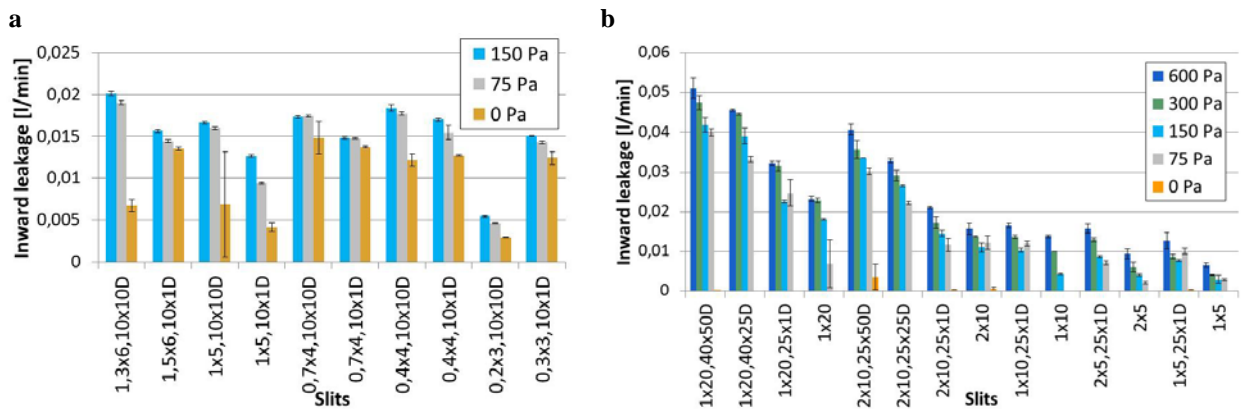 a
Inward leakage [l/min]
0,025
0,02
0,015
0,01
0,005
0
150 Pa
75 Pa
0 Pa
1,3x6,10x10D
1,5x6,10x1D
1x5,10x10D
1x5,10x1D
0,7x4,10x10D
0,7x4,10x1D
0,4x4,10x10D
0,4x4,10x1D
0,2x3,10x10D
0,3x3,10x1D
Slits
b
Inward leakage [l/min]
0,06
0,05
0,04
0,03
0,02
0,01
0
600 Pa
300 Pa
150 Pa
75 Pa
0 Pa
1x20,40x50D
1x20,40x25D
1x20,25x1D
1x20
2x10,25x50D
2x10,25x25D
2x10,25x1D
2x10
1x10,25x1D
1x10
2x5,25x1D
2x5
1x5,25x1D
1x5
Slits